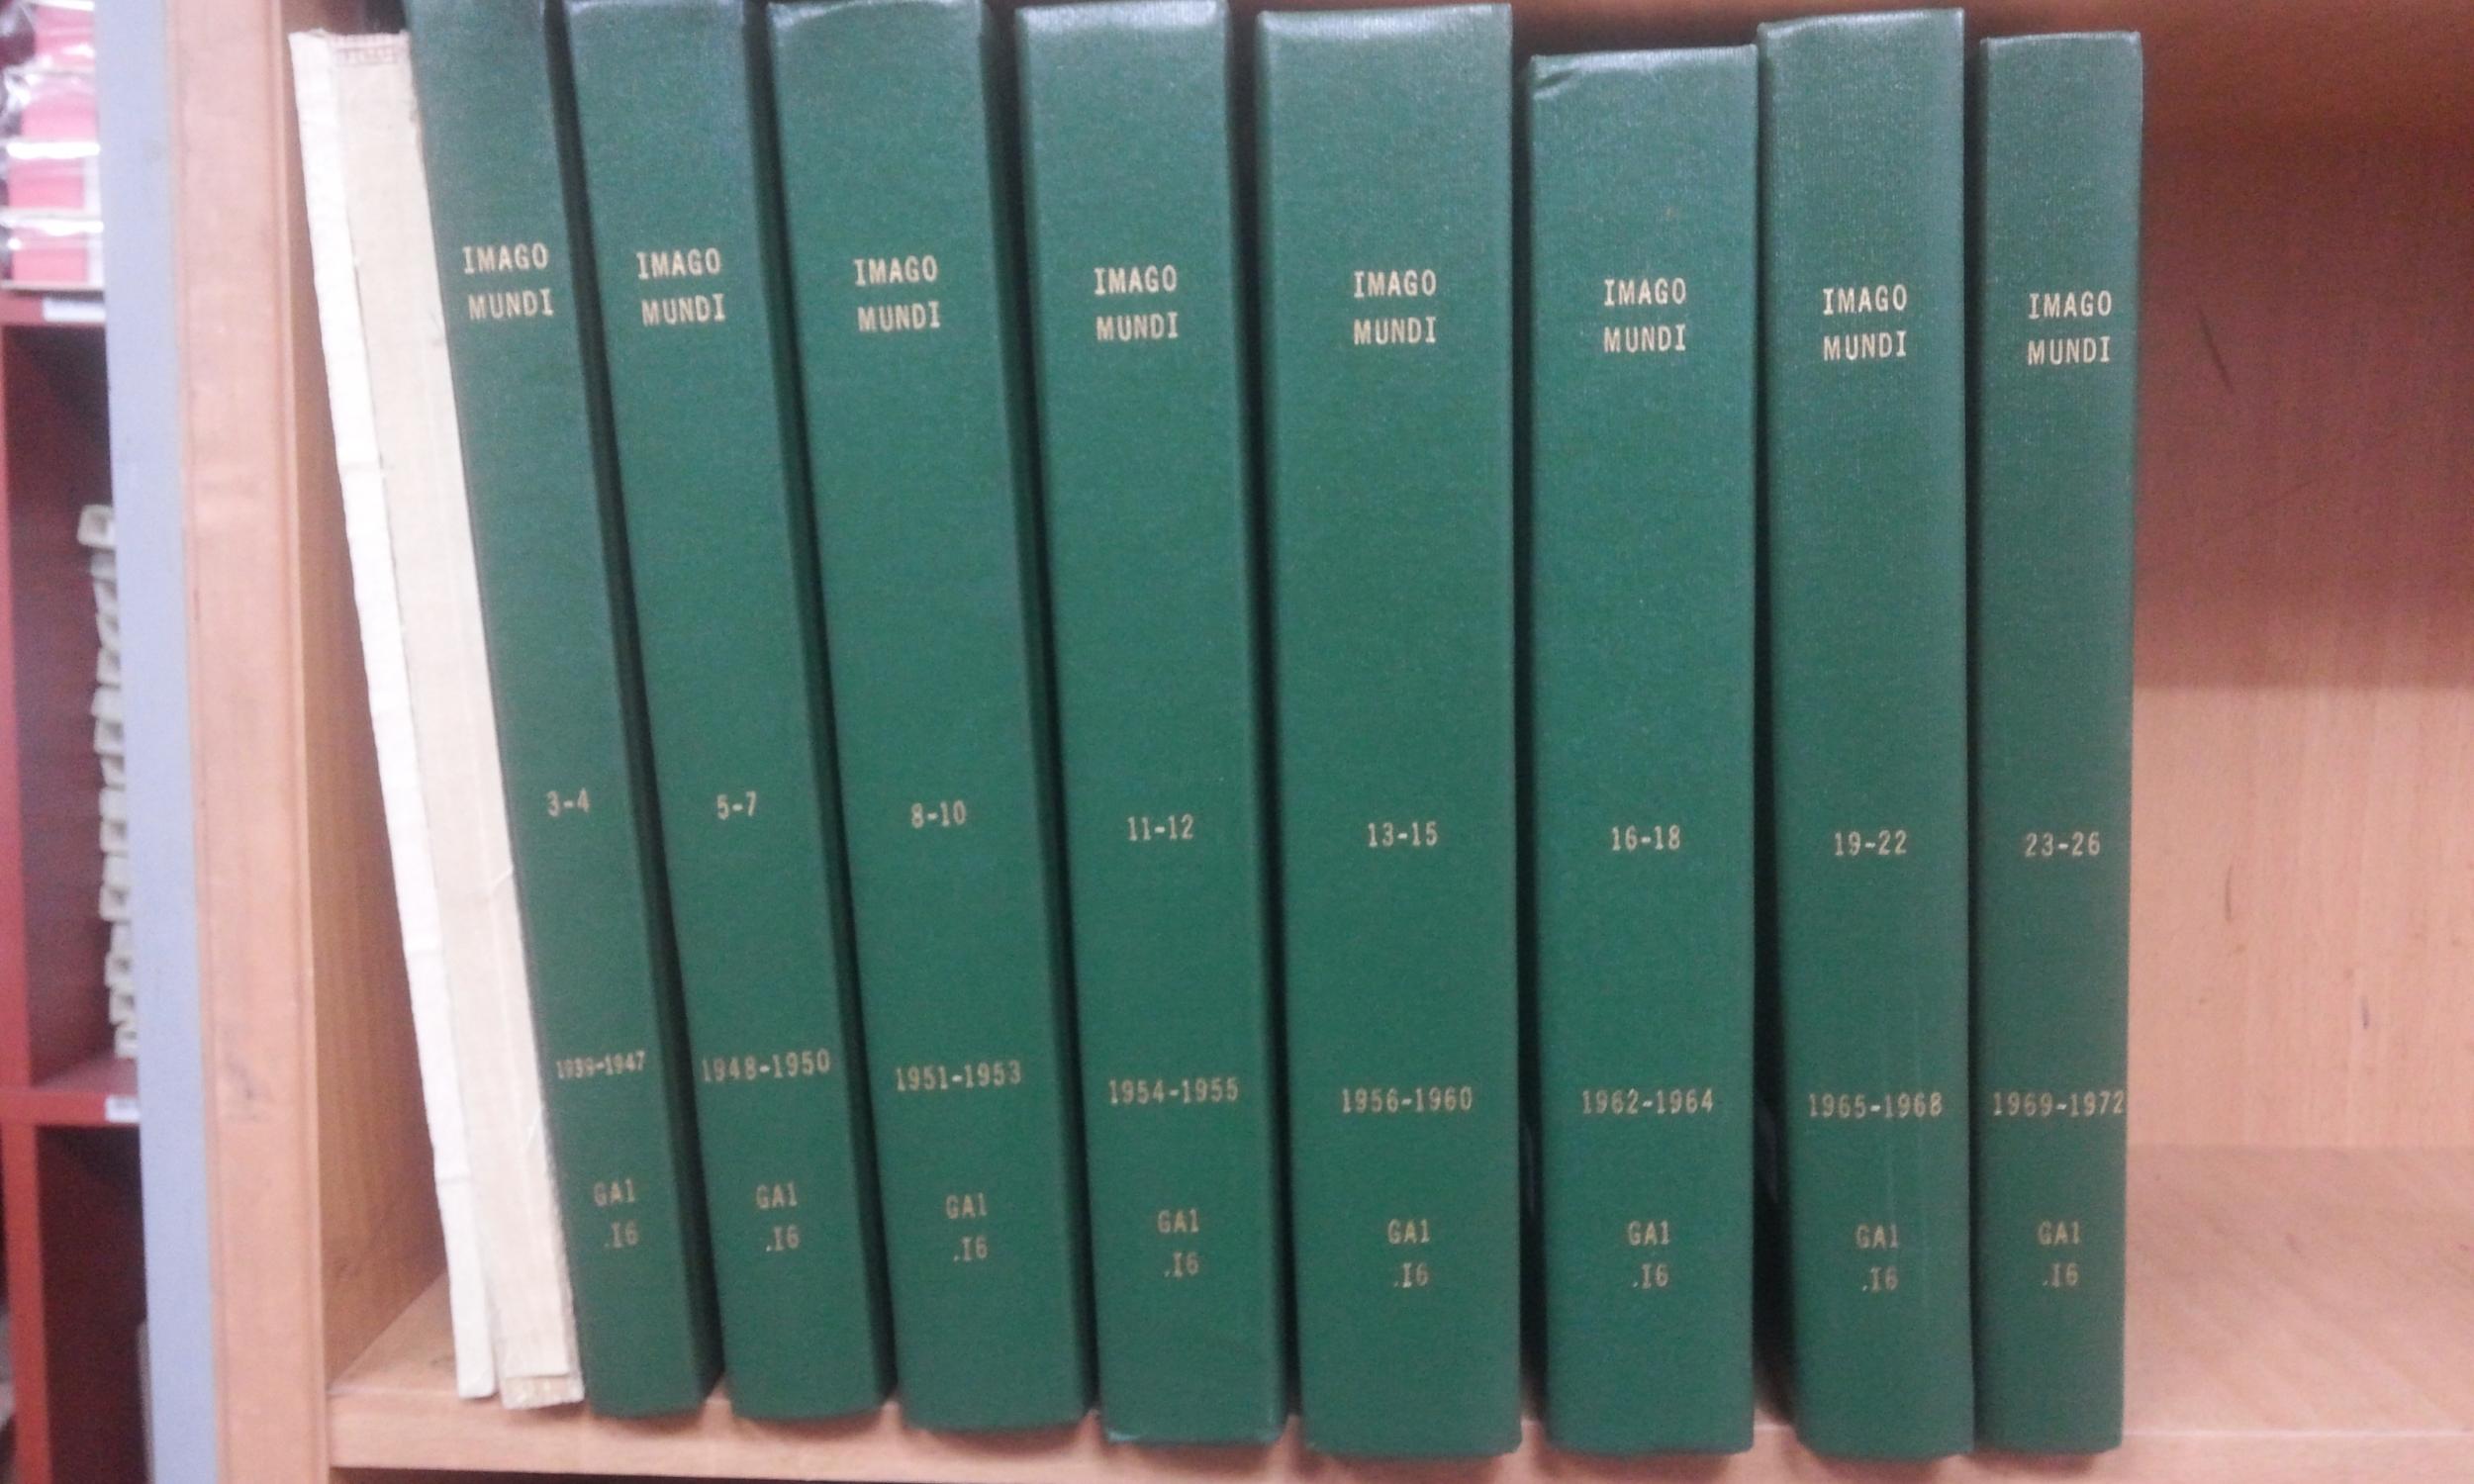 IMAGO
MUNDI
3-4
1939-1947
GA1
.I6
IMAGO
MUNDI
5-7
1948-1950
GA1
.I6
IMAGO
MUNDI
8-10
1951-1953
GA1
.I6
IMAGO
MUNDI
11-12
1954-1955
GA1
.I6
IMAGO
MUNDI
13-15
1956-1960
GA1
.I6
IMAGO
MUNDI
16-18
1962-1964
GA1
.I6
IMAGO
MUNDI
19-22
1965-1968
GA1
.I6
IMAGO
MUNDI
23-26
1969-1972
GA1
.I6